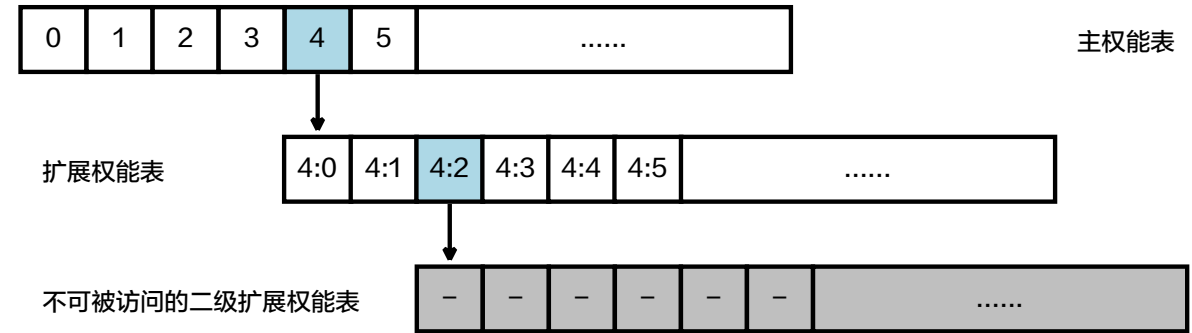 0 1 2 3 4 5 …… 主权能表
扩展权能表 4:0 4:1 4:2 4:3 4:4 4:5 ……
不可被访问的二级扩展权能表 – – – – – – ……